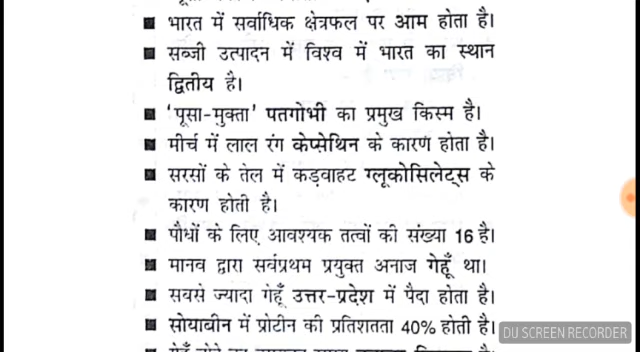 ■ भारत में सर्वाधिक क्षेत्रफल पर आम होता है।
■ सब्जी उत्पादन में विश्व में भारत का स्थान
द्वितीय है।
■ 'पूसा-मुक्ता' पतगोभी का प्रमुख किस्म है।
■ मीर्च में लाल रंग केप्सेथिन के कारण होता है।
■ सरसों के तेल में कड़वाहट ग्लूकोसिलेट्स के
कारण होती है।
■ पौधों के लिए आवश्यक तत्वों की संख्या 16 है।
■ मानव द्वारा सर्वप्रथम प्रयुक्त अनाज गेहूँ था।
■ सबसे ज्यादा गेहूँ उत्तर-प्रदेश में पैदा होता है।
■ सोयाबीन में प्रोटीन की प्रतिशतता 40% होती है।
DU SCREEN RECORDER